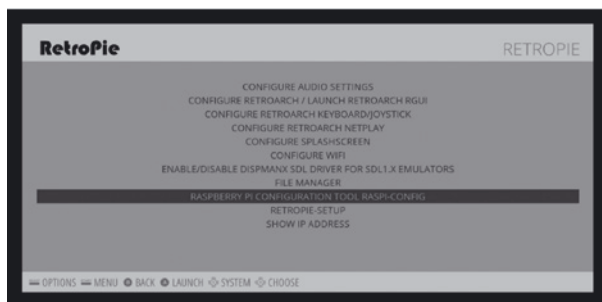 RetroPie
RETROPIE
CONFIGURE AUDIO SETTINGS
CONFIGURE RETROARCH / LAUNCH RETROARCH RGUI
CONFIGURE RETROARCH KEYBOARD/JOYSTICK
CONFIGURE RETROARCH NETPLAY
CONFIGURE SPLASHSCREEN
CONFIGURE WIFI
ENABLE/DISABLE DISPMANX SDL DRIVER FOR SDL1.X EMULATORS
FILE MANAGER
RASPBERRY PI CONFIGURATION TOOL RASPI-CONFIG
RETROPIE-SETUP
SHOW IP ADDRESS
OPTIONS MENU BACK LAUNCH SYSTEM CHOOSE